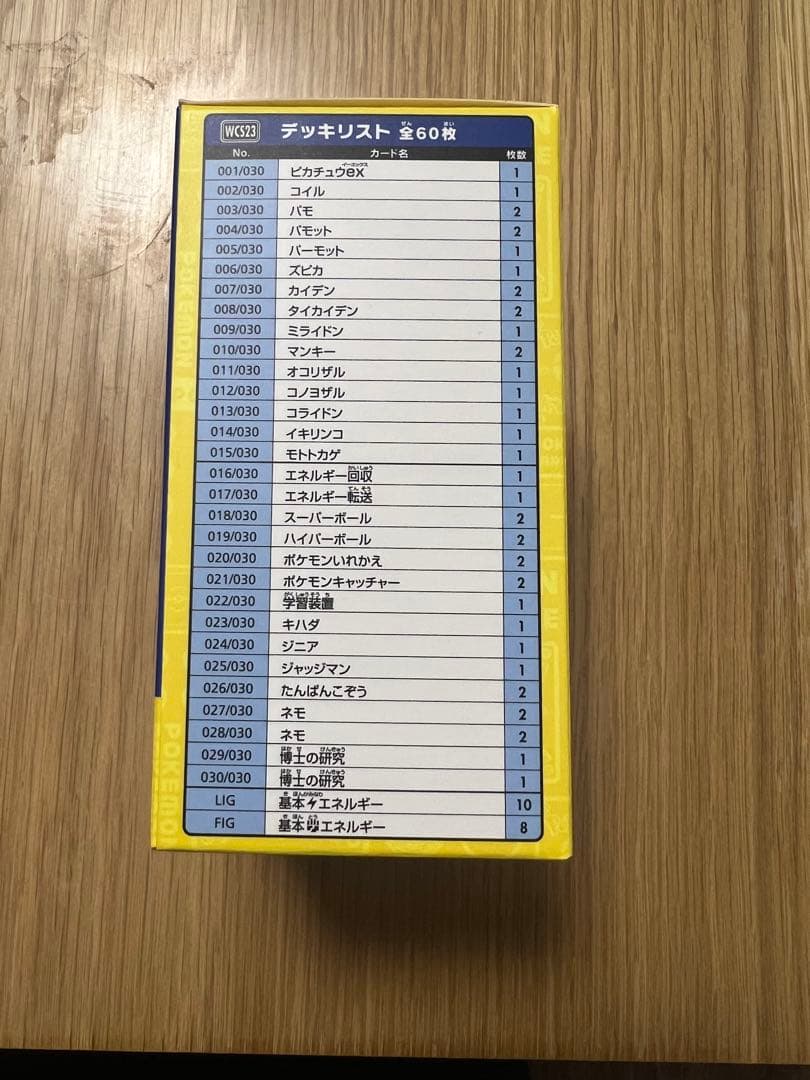 WCS23 デッキリスト 全60枚
No. カード名 枚数
001/030 ピカチュウex 1
002/030 コイル 1
003/030 パモ 2
004/030 パモット 2
005/030 パーモット 1
006/030 ズピカ 1
007/030 カイデン 2
008/030 タイカイデン 2
009/030 ミライドン 1
010/030 マンキー 2
011/030 オコリザル 1
012/030 コノヨザル 1
013/030 コライドン 1
014/030 イキリンコ 1
015/030 モトトカゲ 1
016/030 エネルギー回収 1
017/030 エネルギー転送 1
018/030 スーパーボール 2
019/030 ハイパーボール 2
020/030 ポケモンいれかえ 2
021/030 ポケモンキャッチャー 2
022/030 学習装置 1
023/030 キハダ 1
024/030 ジニア 1
025/030 ジャッジマン 1
026/030 たんぱんこぞう 2
027/030 ネモ 2
028/030 ネモ 2
029/030 博士の研究 1
030/030 博士の研究 1
LIG 基本エネルギー 10
FIG 基本エネルギー 8
POKEMON